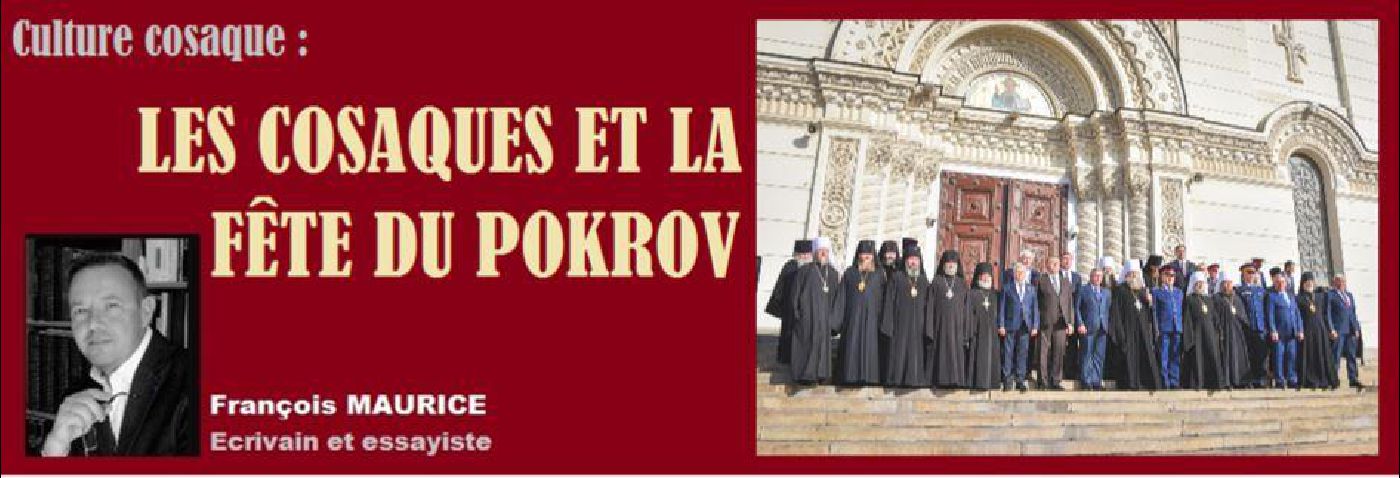 Culture cosaque :
LES COSAQUES ET LA
FÊTE DU POKROV
François MAURICE
Ecrivain et essayiste